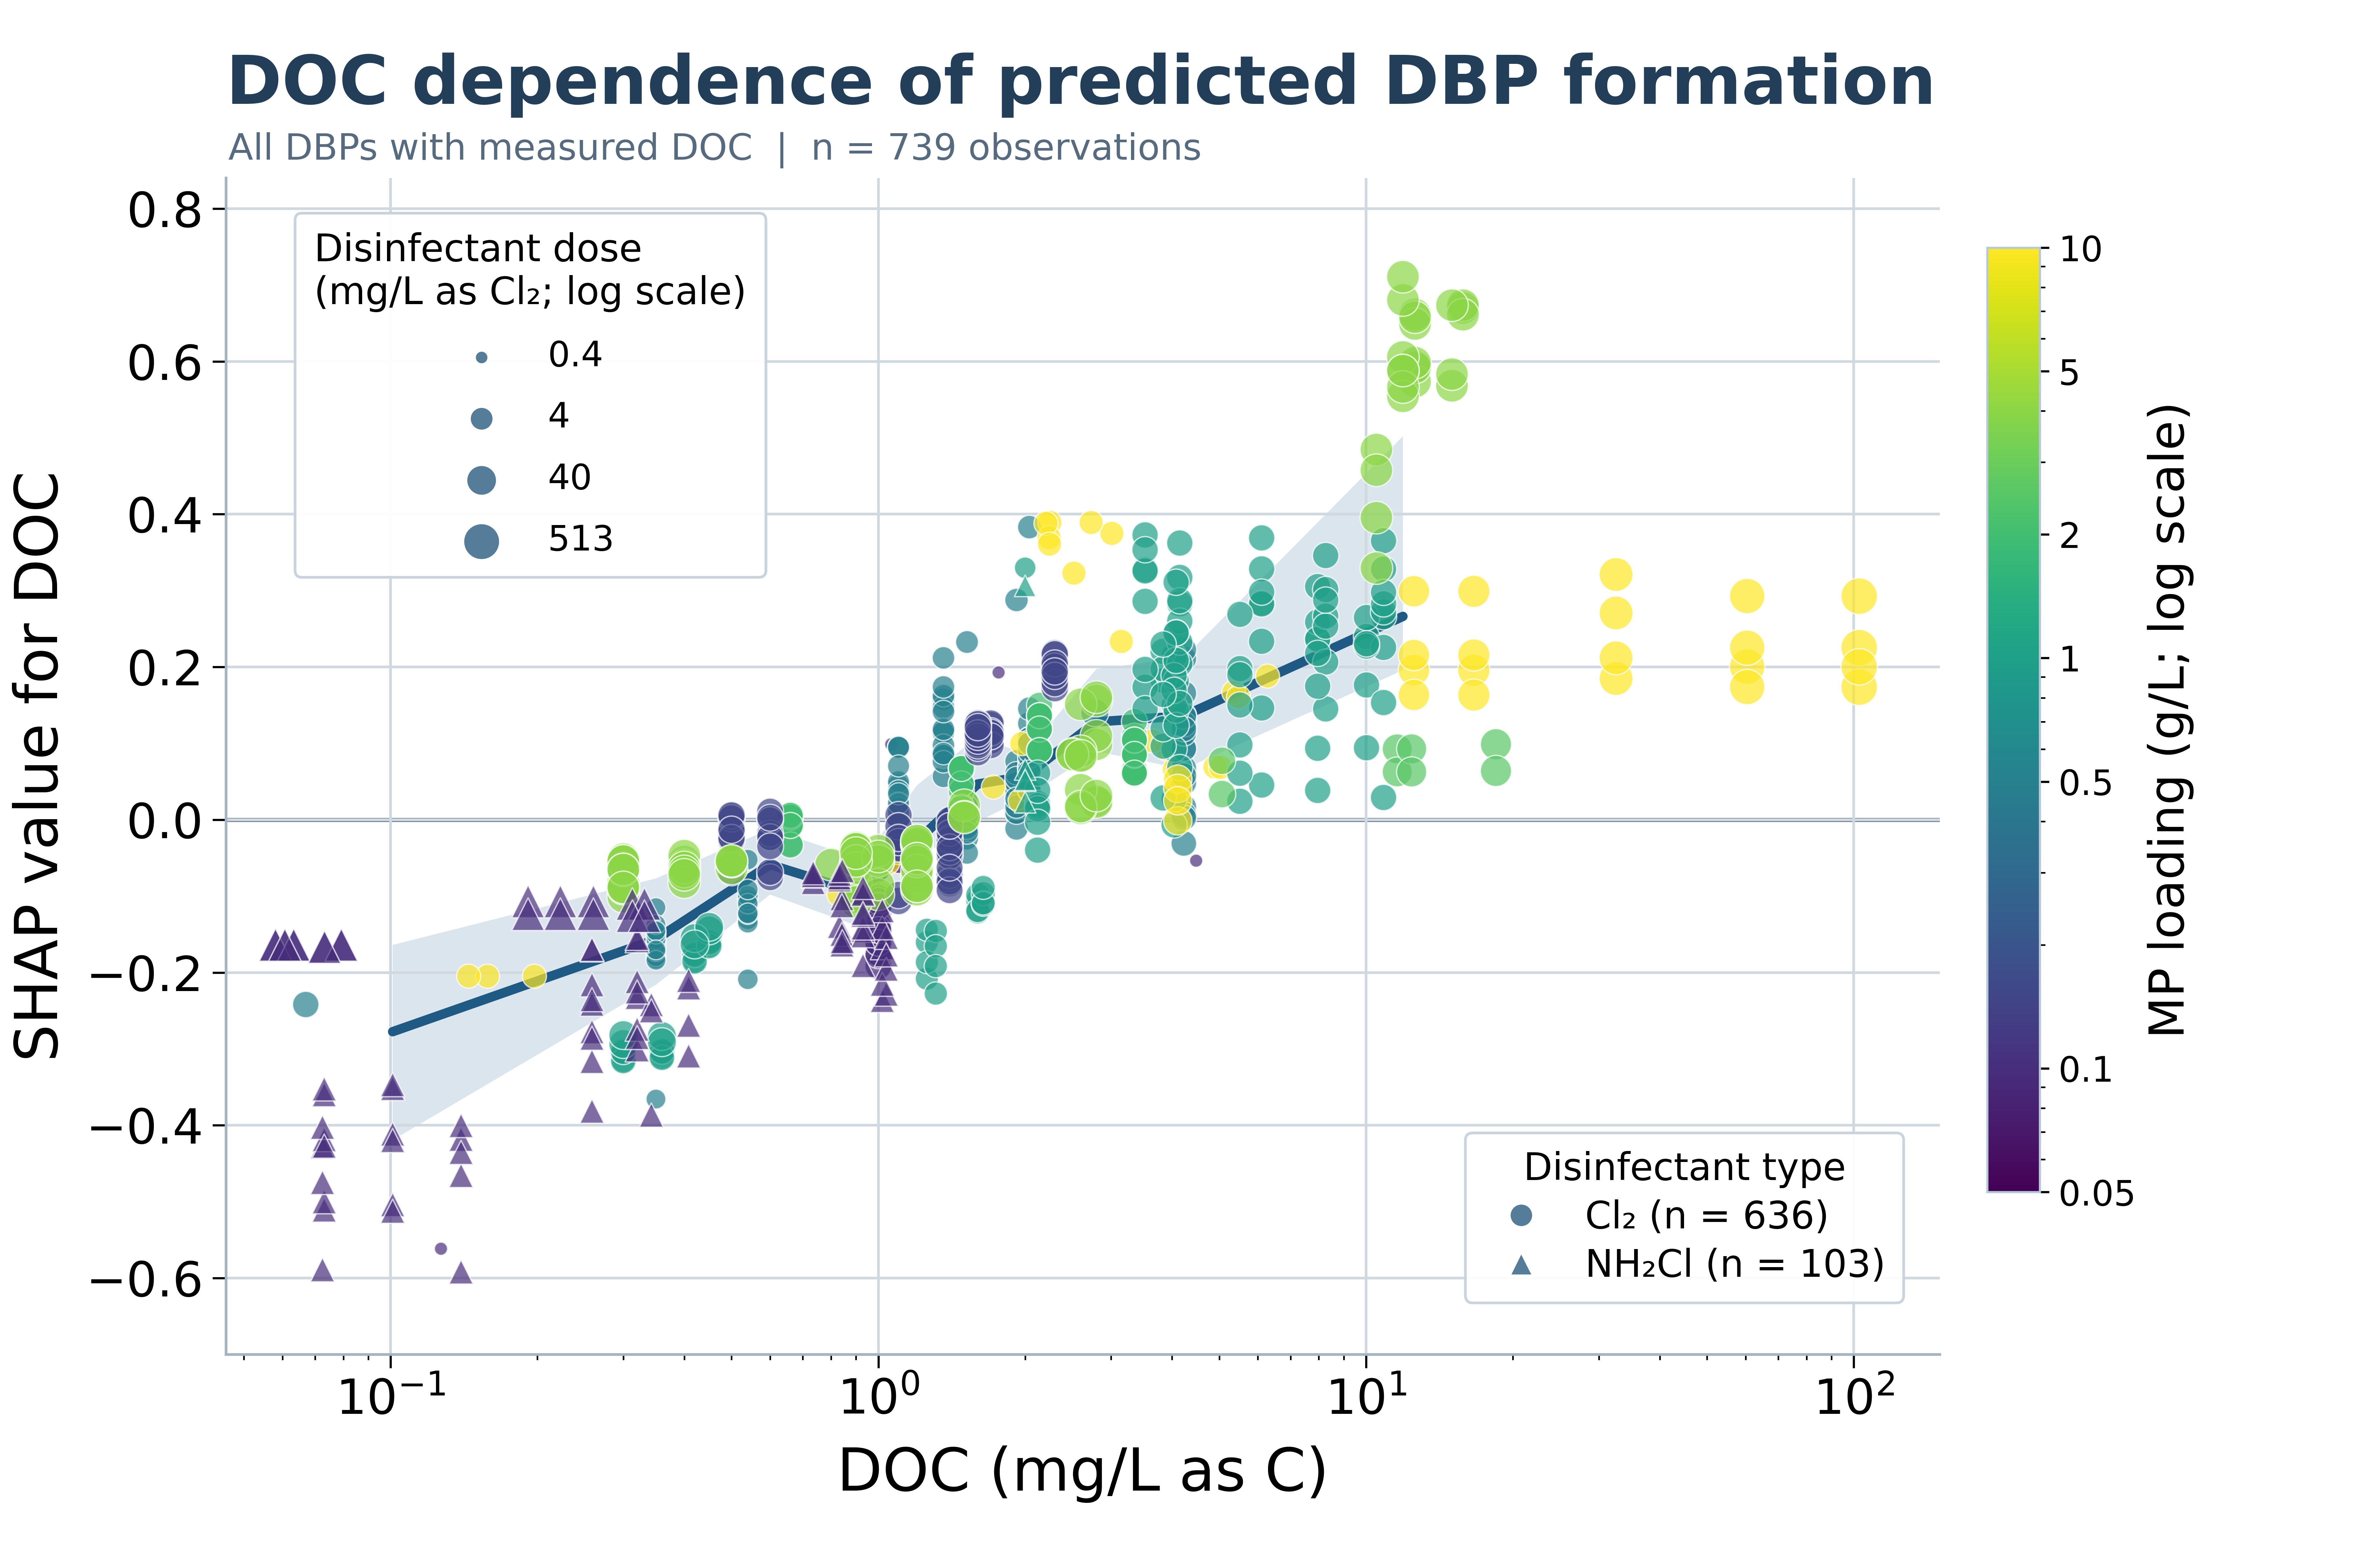 DOC dependence of predicted DBP formation
All DBPs with measured DOC | n = 739 observations
SHAP value for DOC
0.8
0.6
0.4
0.2
0.0
−0.2
−0.4
−0.6
Disinfectant dose
(mg/L as Cl₂; log scale)
0.4
4
40
513
Disinfectant type
Cl₂ (n = 636)
NH₂Cl (n = 103)
10⁻¹
10⁰
10¹
10²
DOC (mg/L as C)
10
5
2
1
0.5
0.1
0.05
MP loading (g/L; log scale)